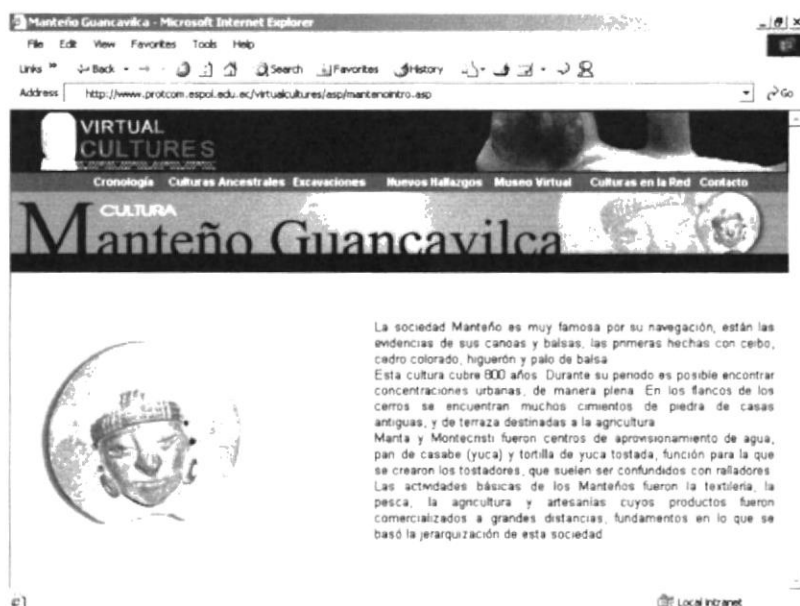 Manteño Guancavilca - Microsoft Internet Explorer
File Edit View Favorites Tools Help
Links » Back Search Favorites History
Address http://www.protcom.espol.edu.ec/virtualcultures/asp/mantenointro.asp Go
VIRTUAL
CULTURES
Cronología Culturas Ancestrales Excavaciones Nuevos Hallazgos Museo Virtual Culturas en la Red Contacto
CULTURA
Manteño Guancavilca
La sociedad Manteño es muy famosa por su navegación, están las
evidencias de sus canoas y balsas, las primeras hechas con ceibo,
cedro colorado, higuerón y palo de balsa
Esta cultura cubre 800 años. Durante su periodo es posible encontrar
concentraciones urbanas, de manera plena. En los flancos de los
cerros se encuentran muchos cimientos de piedra de casas
antiguas, y de terraza destinadas a la agricultura
Manta y Montecristi fueron centros de aprovisionamiento de agua,
pan de casabe (yuca) y tortilla de yuca tostada, función para la que
se crearon los tostadores, que suelen ser confundidos con ralladores
Las actividades básicas de los Manteños fueron la textilería, la
pesca, la agricultura y artesanías cuyos productos fueron
comercializados a grandes distancias, fundamentos en lo que se
basó la jerarquización de esta sociedad
Local intranet